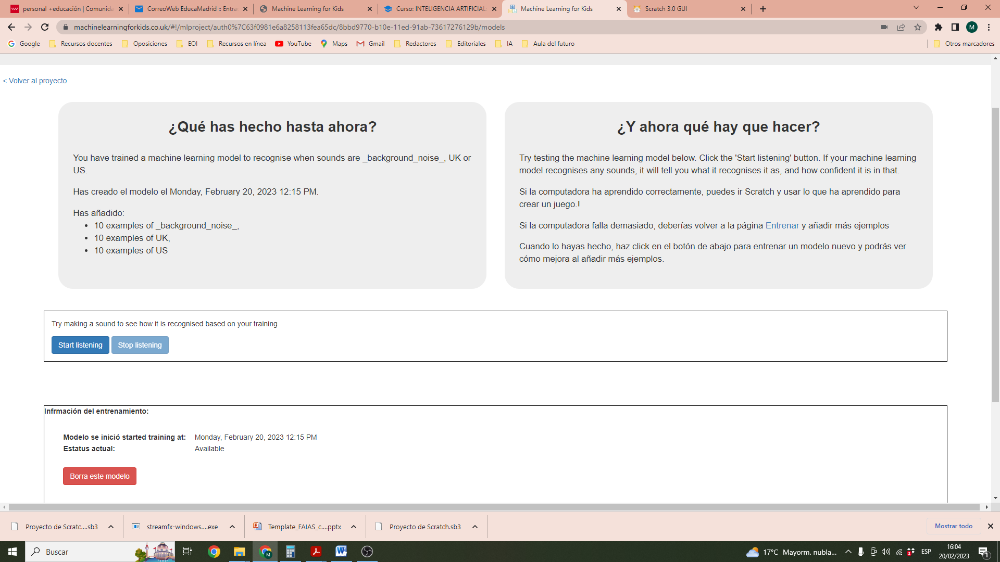 personal +educación | Comunida
CorreoWeb EducaMadrid :: Entra
Machine Learning for Kids
Curso: INTELIGENCIA ARTIFICIAL
Machine Learning for Kids
Scratch 3.0 GUI
machinelearningforkids.co.uk/#!/mlproject/auth0%7C63f0981e6a8258113fea65dc/8bbd9770-b10e-11ed-91ab-73617276129b/models
M
Google
Recursos docentes
Oposiciones
EOI
Recursos en línea
YouTube
Maps
Gmail
Redactores
Editoriales
IA
Aula del futuro
Otros marcadores
< Volver al proyecto
¿Qué has hecho hasta ahora?
You have trained a machine learning model to recognise when sounds are _background_noise_, UK or
US.
Has creado el modelo el Monday, February 20, 2023 12:15 PM.
Has añadido:
• 10 examples of _background_noise_,
• 10 examples of UK,
• 10 examples of US
¿Y ahora qué hay que hacer?
Try testing the machine learning model below. Click the 'Start listening' button. If your machine learning
model recognises any sounds, it will tell you what it recognises it as, and how confident it is in that.
Si la computadora ha aprendido correctamente, puedes ir Scratch y usar lo que ha aprendido para
crear un juego.!
Si la computadora falla demasiado, deberías volver a la página Entrenar y añadir más ejemplos
Cuando lo hayas hecho, haz click en el botón de abajo para entrenar un modelo nuevo y podrás ver
cómo mejora al añadir más ejemplos.
Try making a sound to see how it is recognised based on your training
Start listening
Stop listening
Infrmación del entrenamiento:
Modelo se inició started training at: Monday, February 20, 2023 12:15 PM
Estatus actual: Available
Borra este modelo
Proyecto de Scratc....sb3
streamfx-windows....exe
Template_FAIAS_c....pptx
Proyecto de Scratch.sb3
Mostrar todo
Buscar
17°C Mayorm. nubla...
ESP
16:04
20/02/2023
1